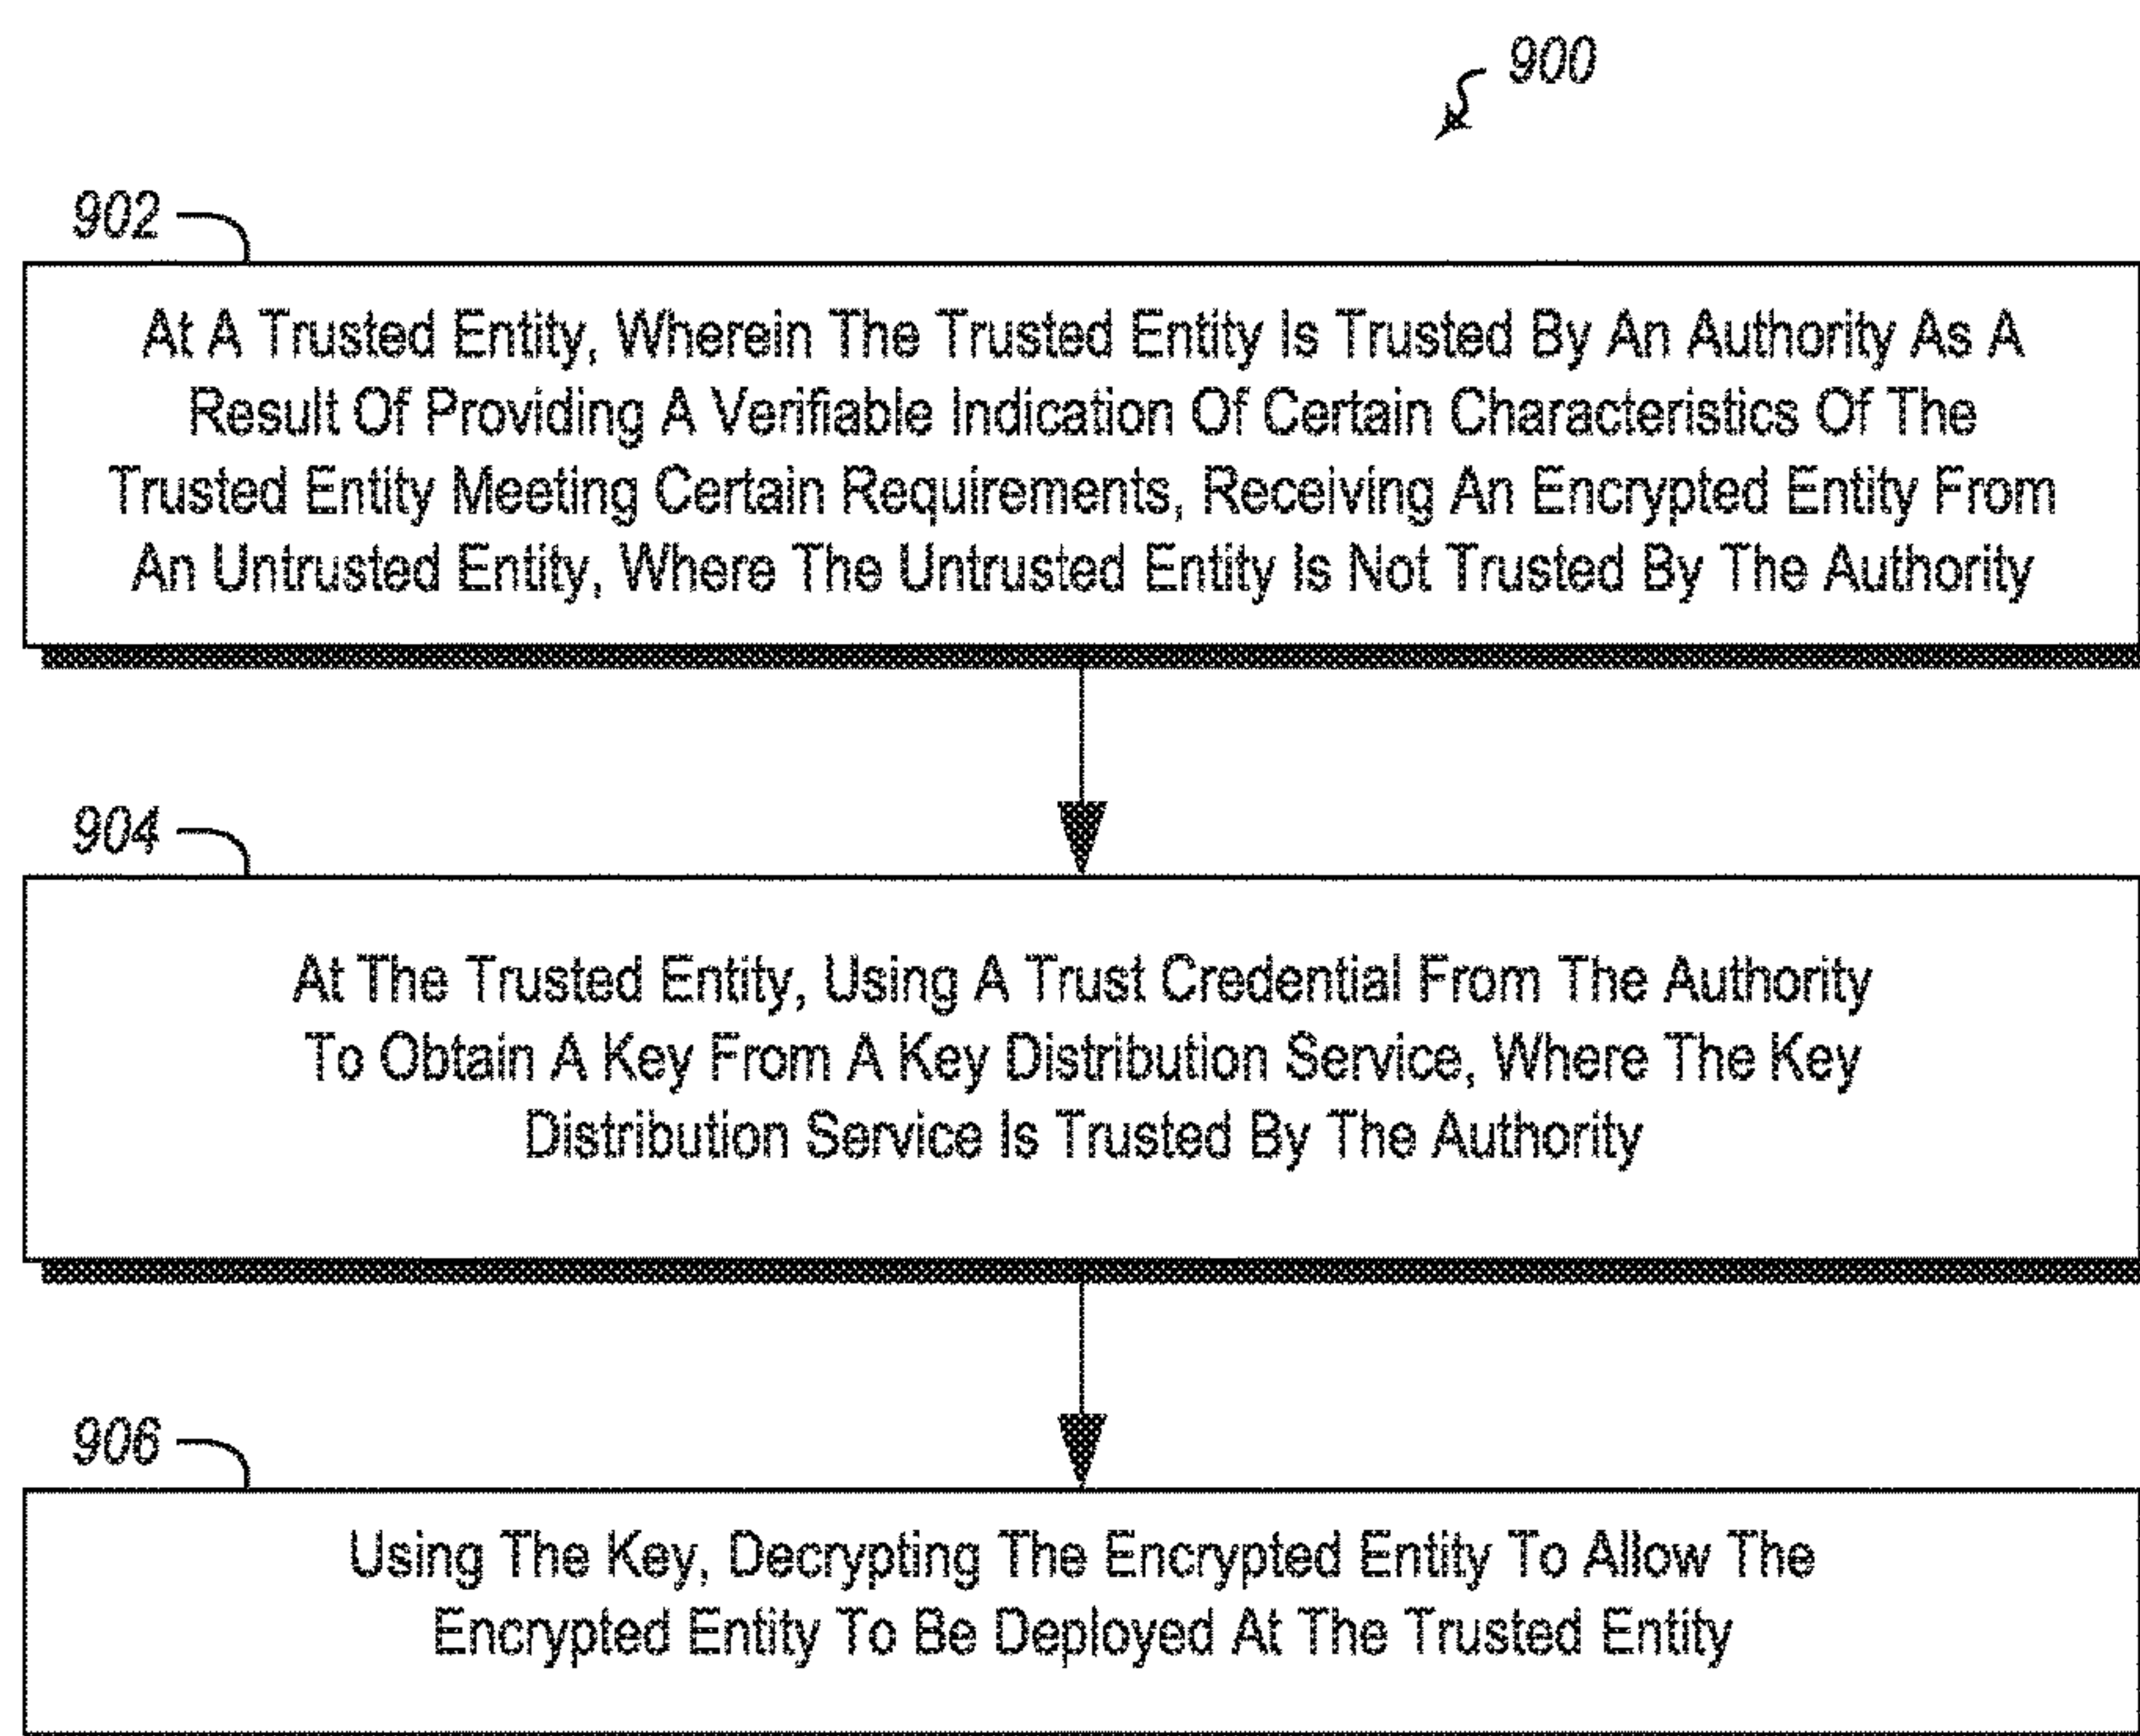 900
902
At A Trusted Entity, Wherein The Trusted Entity Is Trusted By An Authority As A
Result Of Providing A Verifiable Indication Of Certain Characteristics Of The
Trusted Entity Meeting Certain Requirements, Receiving An Encrypted Entity From
An Untrusted Entity, Where The Untrusted Entity Is Not Trusted By The Authority
904
At The Trusted Entity, Using A Trust Credential From The Authority
To Obtain A Key From A Key Distribution Service, Where The Key
Distribution Service Is Trusted By The Authority
906
Using The Key, Decrypting The Encrypted Entity To Allow The
Encrypted Entity To Be Deployed At The Trusted Entity